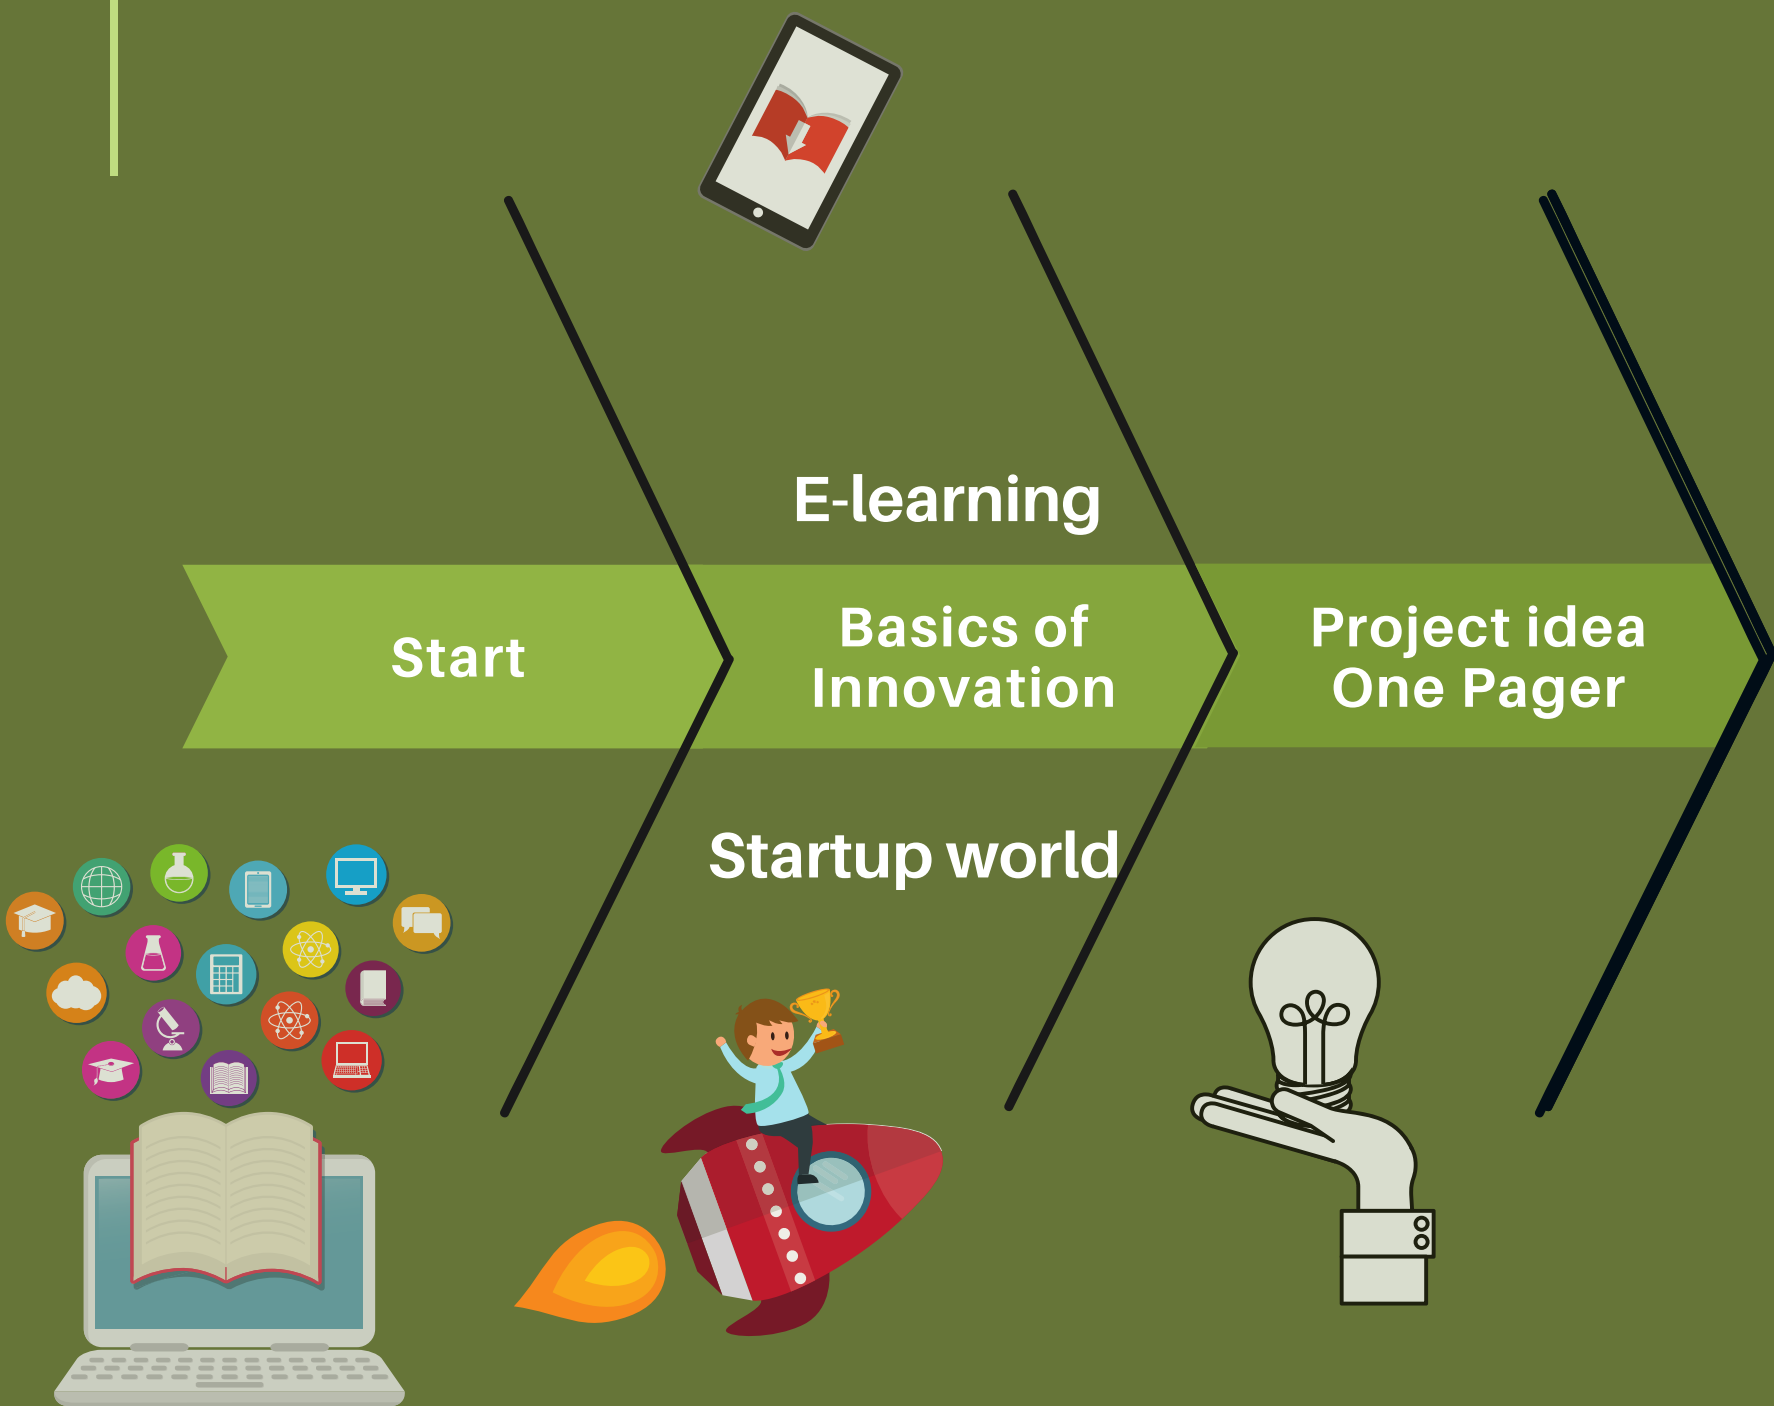 E-learning
Start
Basics of
Innovation
Project idea
One Pager
Startup world